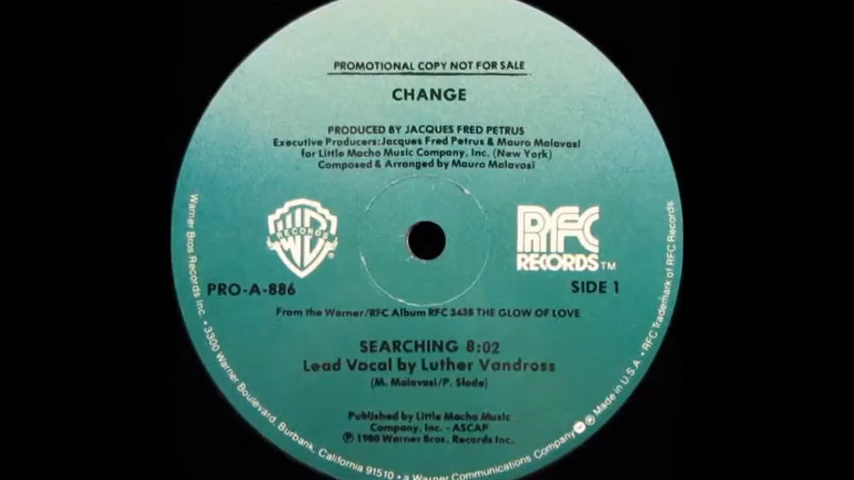 PROMOTIONAL COPY NOT FOR SALE
CHANGE
PRODUCED BY JACQUES FRED PETRUS
Executive Producers: Jacques Fred Petrus & Mauro Malavasi
for Little Macho Music Company, Inc. (New York)
Composed & Arranged by Mauro Malavasi
WB
RECORDS
®
RFC
RECORDS™
PRO-A-886
SIDE 1
From the Warner/RFC Album RFC 3438 THE GLOW OF LOVE
SEARCHING 8:02
Lead Vocal by Luther Vandross
(M. Malavasi/P. Slade)
Published by Little Macho Music
Company, Inc. - ASCAP
℗ 1980 Warner Bros. Records Inc.
Warner Bros Records Inc. • 3300 Warner Boulevard, Burbank, California 91510 • a Warner Communications Company
® Made in U.S.A. • RFC Trademark of RFC Records